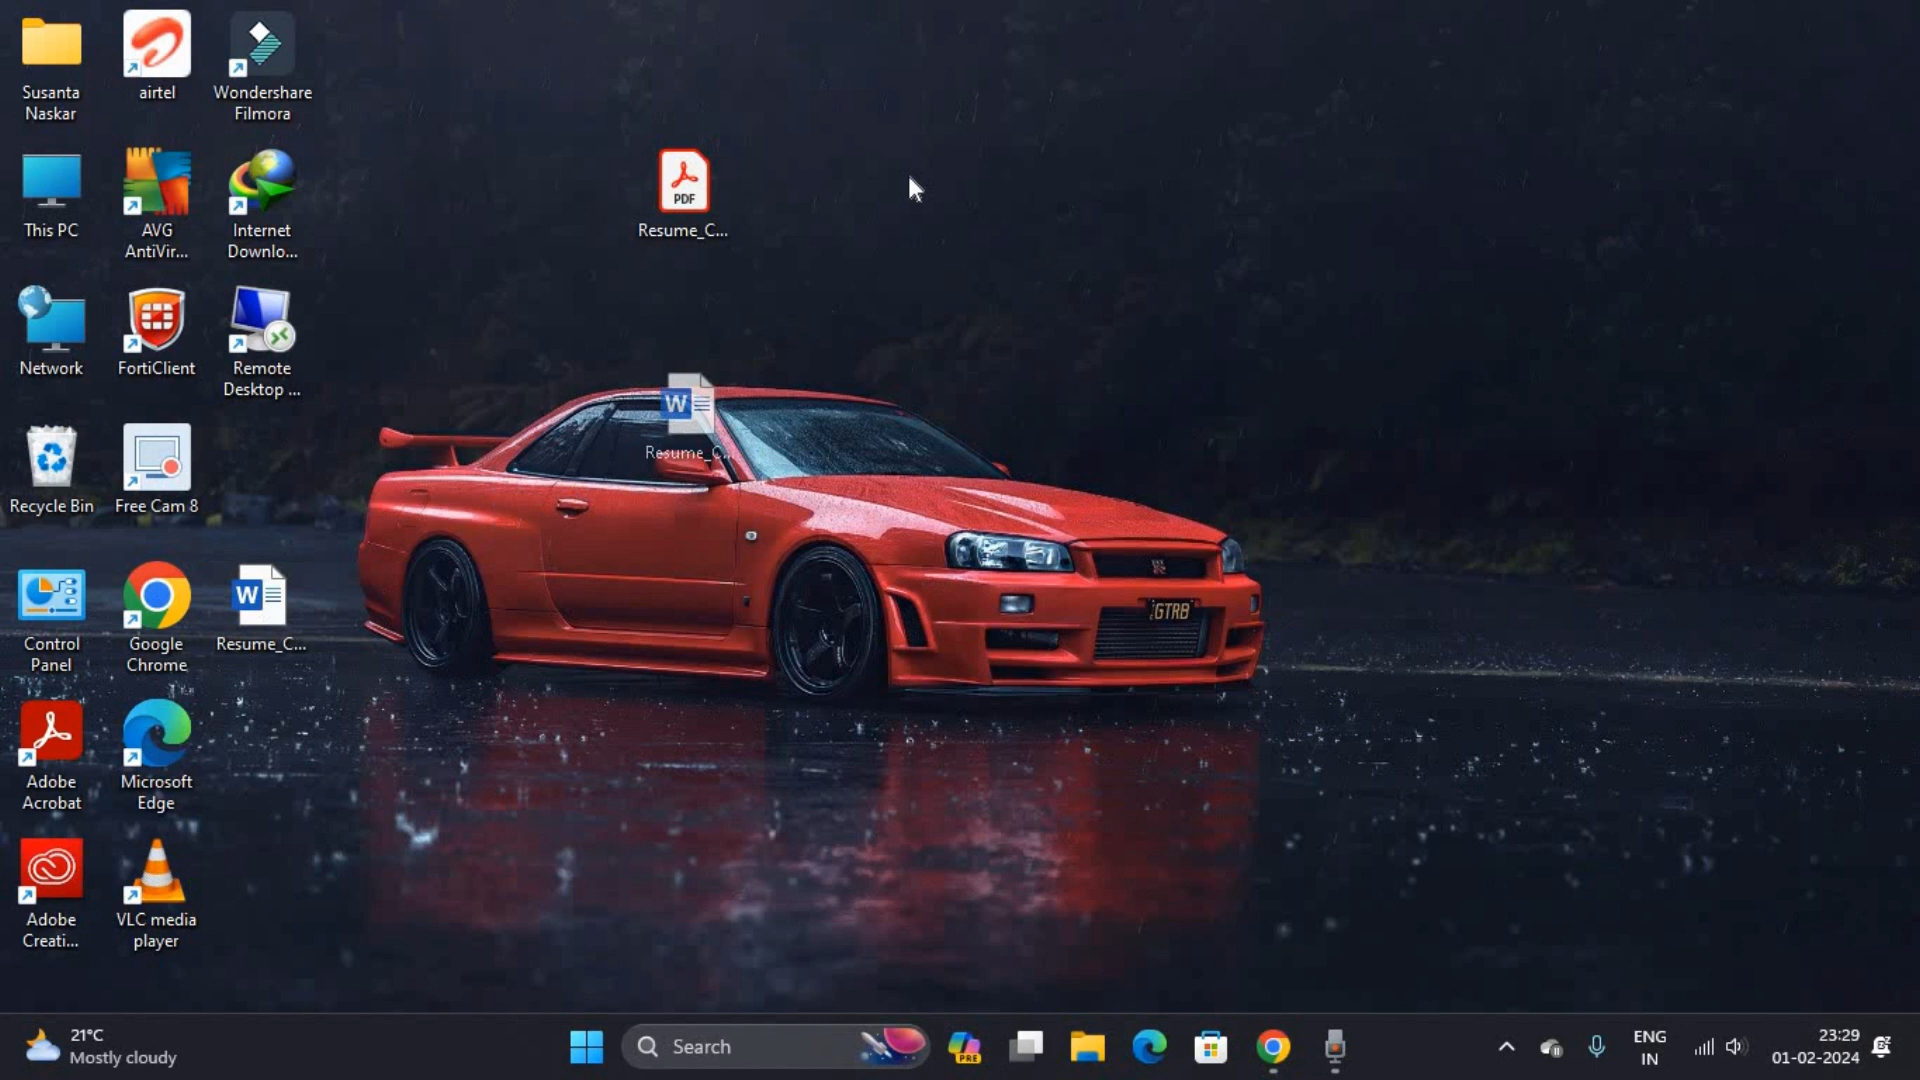 Susanta
Naskar
airtel
Wondershare
Filmora
This PC
AVG
AntiVir...
Internet
Downlo...
PDF
Resume_C...
Network
FortiClient
Remote
Desktop ...
W
Resume_C...
Recycle Bin
Free Cam 8
Control
Panel
Google
Chrome
W
Resume_C...
GTRB
Adobe
Acrobat
Microsoft
Edge
Adobe
Creati...
VLC media
player
21°C
Mostly cloudy
Search
PRE
ENG
IN
23:29
01-02-2024